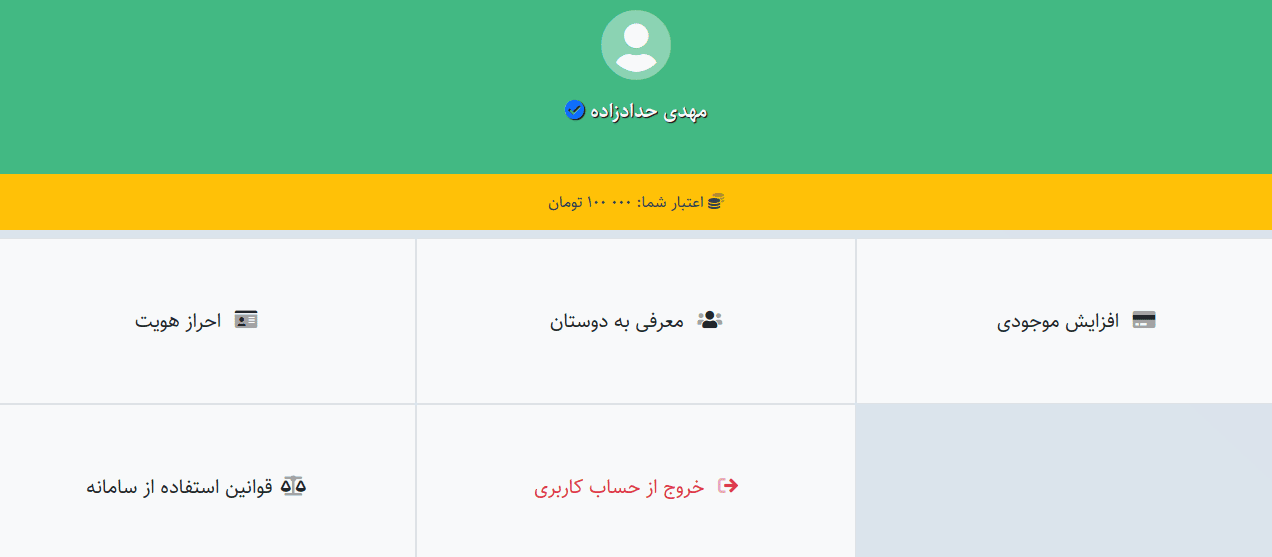 مهدی حدادزاده
اعتبار شما: ۱۰۰ ۰۰۰ تومان
افزایش موجودی
معرفی به دوستان
احراز هویت
خروج از حساب کاربری
قوانین استفاده از سامانه